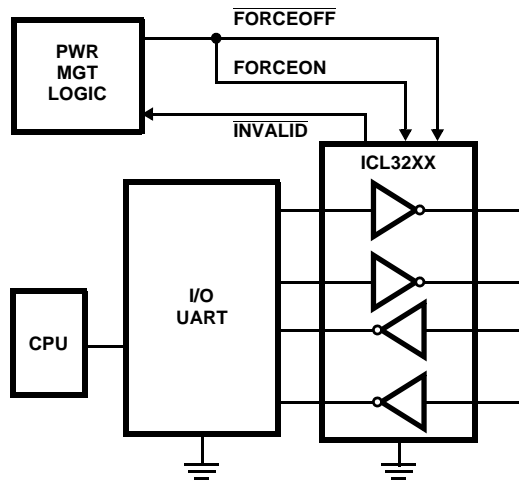 FORCEOFF
PWR
MGT
LOGIC
FORCEON
INVALID
ICL32XX
I/O
UART
CPU